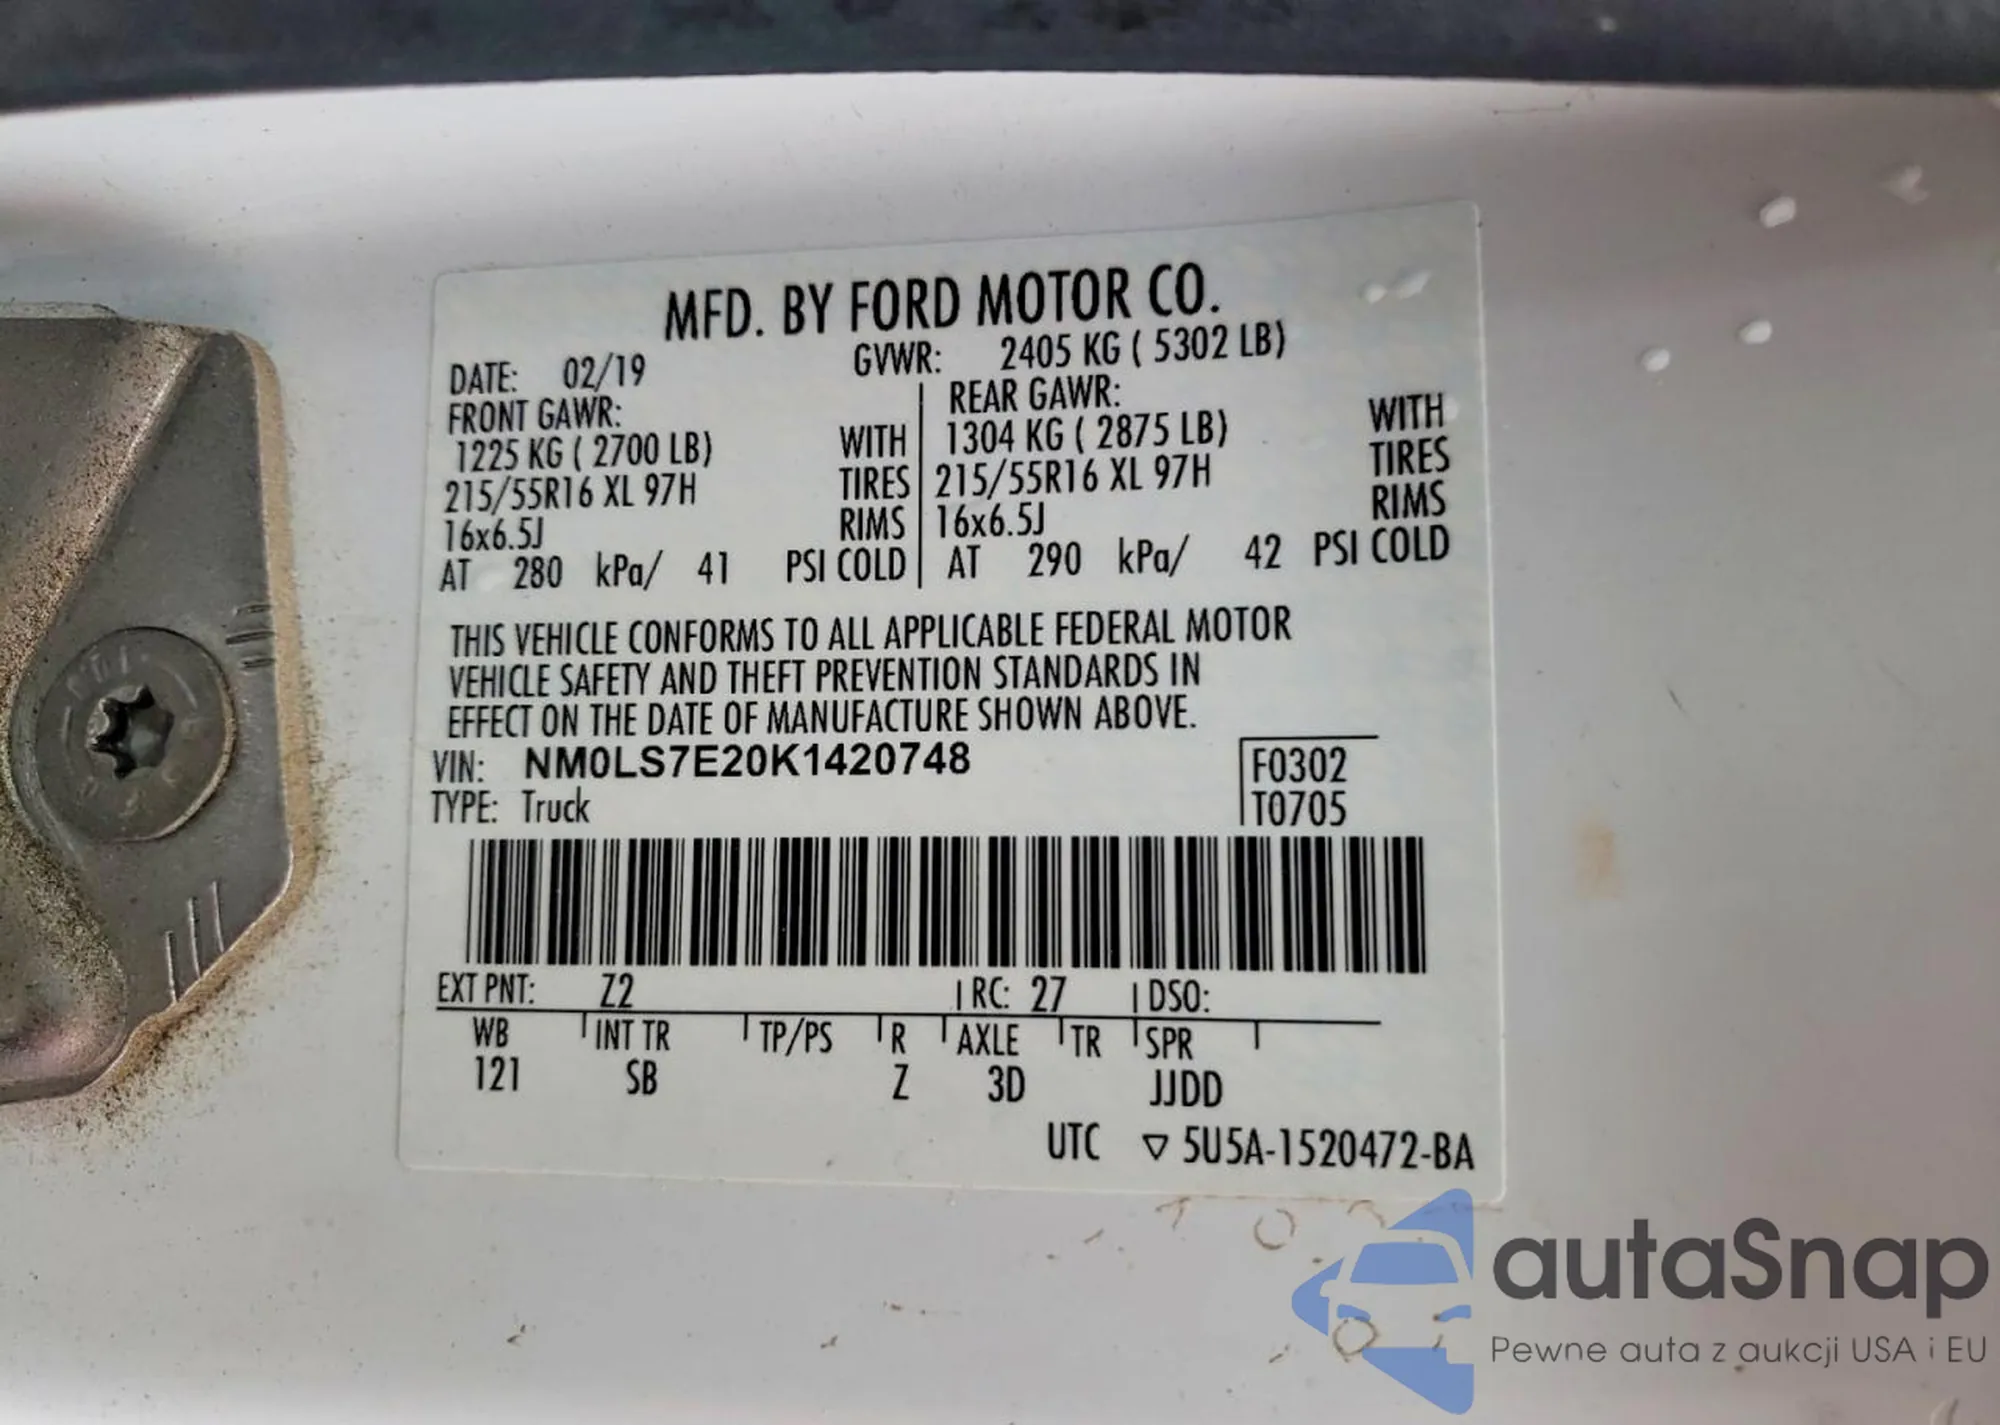 MFD. BY FORD MOTOR CO.
DATE: 02/19 GVWR: 2405 KG ( 5302 LB)
FRONT GAWR: REAR GAWR:
1225 KG ( 2700 LB) WITH 1304 KG ( 2875 LB) WITH
215/55R16 XL 97H TIRES 215/55R16 XL 97H TIRES
16x6.5J RIMS 16x6.5J RIMS
AT 280 kPa/ 41 PSI COLD AT 290 kPa/ 42 PSI COLD
THIS VEHICLE CONFORMS TO ALL APPLICABLE FEDERAL MOTOR
VEHICLE SAFETY AND THEFT PREVENTION STANDARDS IN
EFFECT ON THE DATE OF MANUFACTURE SHOWN ABOVE.
VIN: NM0LS7E20K1420748 F0302
TYPE: Truck T0705
EXT PNT: Z2 RC: 27 DSO:
WB INT TR TP/PS R AXLE TR SPR
121 SB Z 3D JJDD
UTC ▽ 5U5A-1520472-BA
autaSnap
Pewne auta z aukcji USA i EU